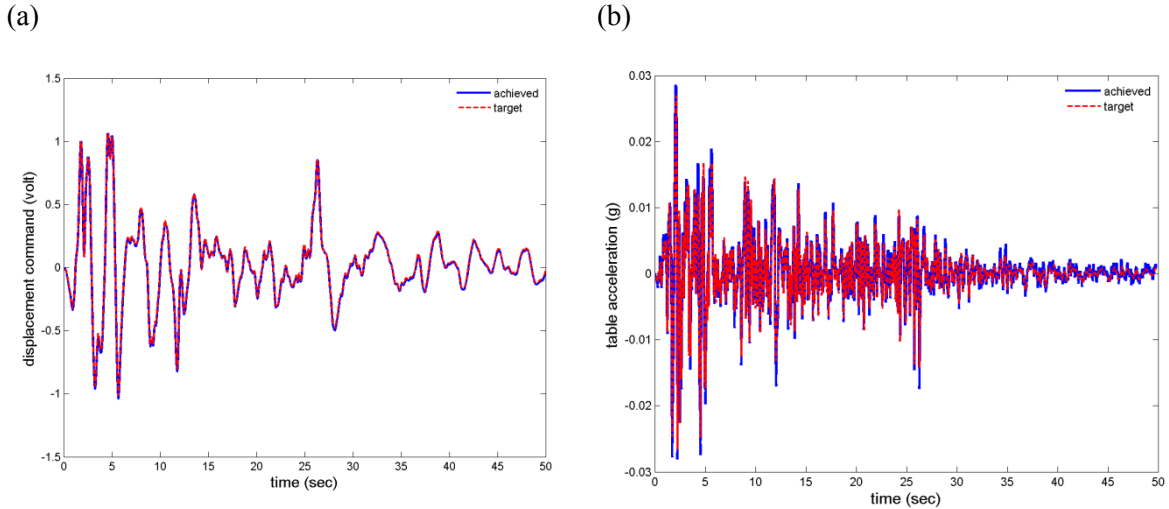 (a)
1.5
1
0.5
0
-0.5
-1
-1.5
displacement command (volt)
achieved
target
0 5 10 15 20 25 30 35 40 45 50
time (sec)
(b)
0.03
0.02
0.01
0
-0.01
-0.02
-0.03
table acceleration (g)
achieved
target
0 5 10 15 20 25 30 35 40 45 50
time (sec)